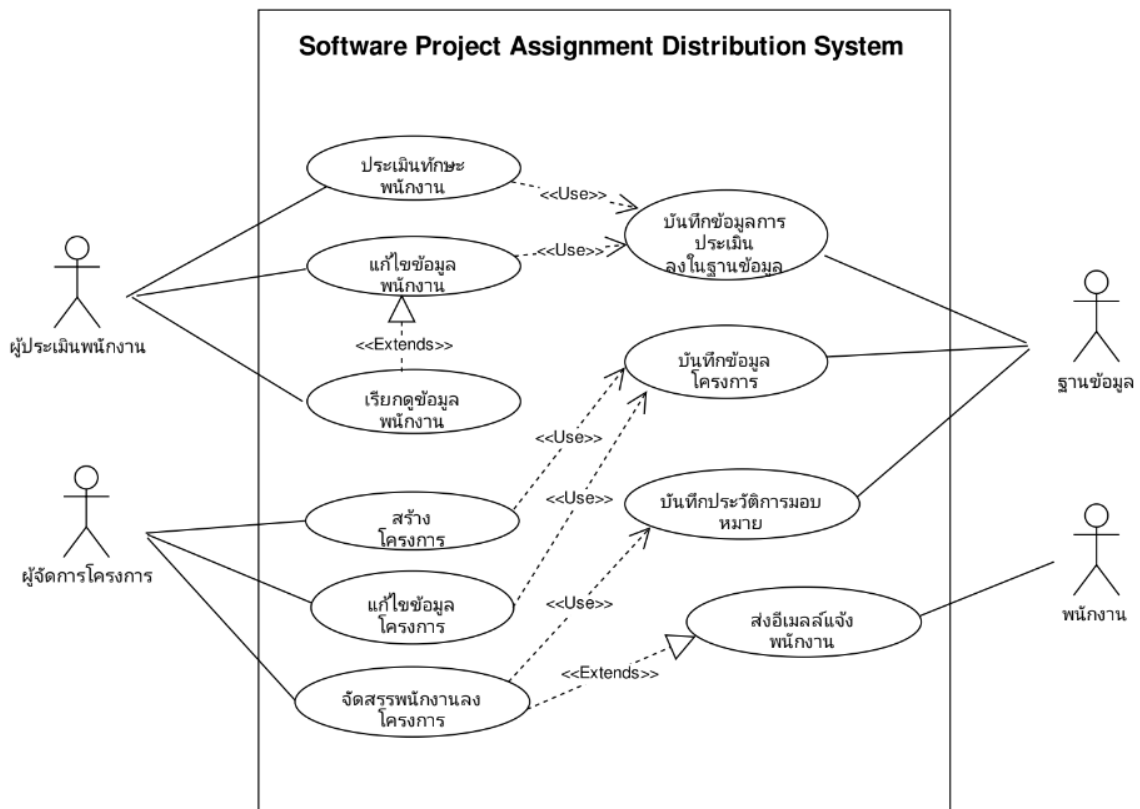 Software Project Assignment Distribution System
ประเมินทักษะ
พนักงาน
<<Use>>
บันทึกข้อมูลการ
ประเมิน
ลงในฐานข้อมูล
แก้ไขข้อมูล
พนักงาน
<<Use>>
ผู้ประเมินพนักงาน
<<Extends>>
บันทึกข้อมูล
โครงการ
ฐานข้อมูล
เรียกดูข้อมูล
พนักงาน
<<Use>>
<<Use>>
สร้าง
โครงการ
บันทึกประวัติการมอบ
หมาย
ผู้จัดการโครงการ
แก้ไขข้อมูล
โครงการ
<<Use>>
ส่งอีเมลล์แจ้ง
พนักงาน
พนักงาน
<<Extends>>
จัดสรรพนักงานลง
โครงการ